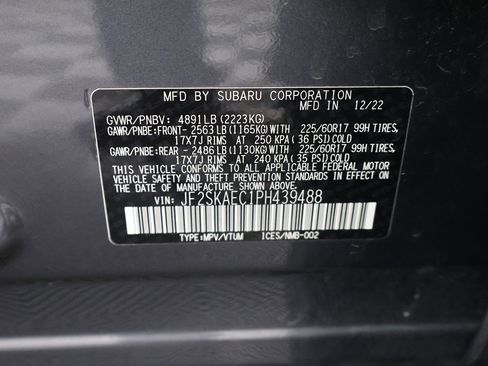 MFD BY SUBARU CORPORATION
MFD IN 12/22
GVWR/PNBV: 4891LB (2223KG)
GAWR/PNBE:FRONT- 2563LB (1165KG) WITH 225/60R17 99H TIRES,
17X7J RIMS AT 250 KPA (36 PSI) COLD
GAWR/PNBE:REAR - 2486LB (1130KG) WITH 225/60R17 99H TIRES,
17X7J RIMS AT 240 KPA (35 PSI) COLD
THIS VEHICLE CONFORMS TO ALL APPLICABLE FEDERAL MOTOR
VEHICLE SAFETY AND THEFT PREVENTION STANDARDS IN EFFECT
ON THE DATE OF MANUFACTURE SHOWN ABOVE.
VIN: JF2SKAEC1PH439488
TYPE:MPV/VTUM ICES/NMB-002